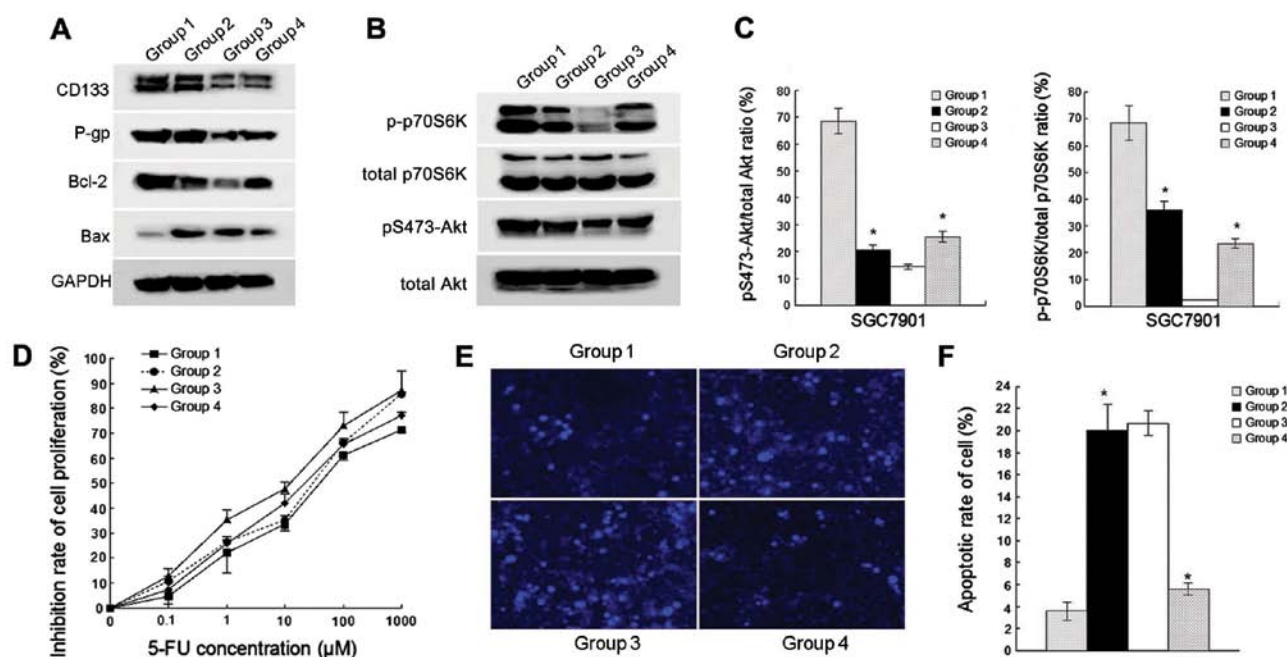 A
Group 1 Group 2 Group 3 Group 4
CD133
P-gp
Bcl-2
Bax
GAPDH
B
Group 1 Group 2 Group 3 Group 4
p-p70S6K
total p70S6K
pS473-Akt
total Akt
C
pS473-Akt/total Akt ratio (%)
80
70
60
50
40
30
20
10
0
* *
Group 1
Group 2
Group 3
Group 4
SGC7901
p-p70S6K/total p70S6K ratio (%)
80
70
60
50
40
30
20
10
0
* *
Group 1
Group 2
Group 3
Group 4
SGC7901
D
Inhibition rate of cell proliferation (%)
100
90
80
70
60
50
40
30
20
10
0
Group 1
Group 2
Group 3
Group 4
0 0.1 1 10 100 1000
5-FU concentration (μM)
E
Group 1 Group 2
Group 3 Group 4
F
Apoptotic rate of cell (%)
24
22
20
18
16
14
12
10
8
6
4
2
0
* *
Group 1
Group 2
Group 3
Group 4